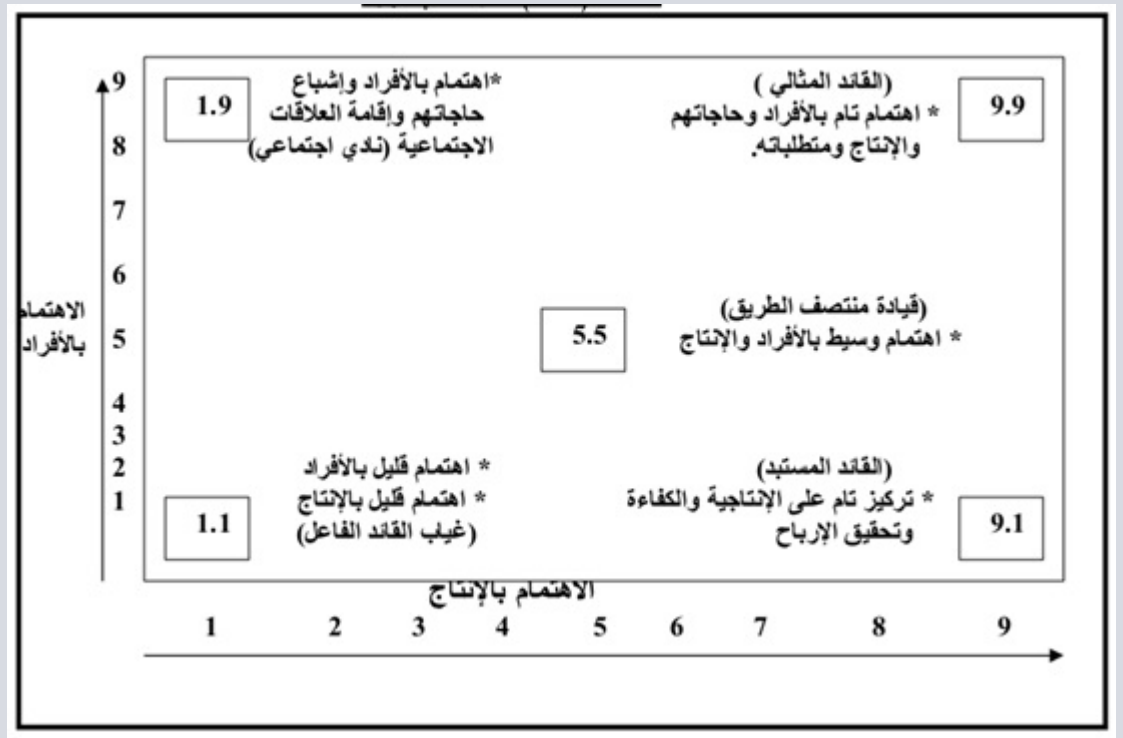 9
8
7
6
5
4
3
2
1
الاهتمام
بالأفراد
1.9
*اهتمام بالأفراد وإشباع
حاجاتهم وإقامة العلاقات
الاجتماعية (نادي اجتماعي)
(القائد المثالي )
* اهتمام تام بالأفراد وحاجاتهم
والإنتاج ومتطلباته.
9.9
5.5
(قيادة منتصف الطريق)
* اهتمام وسيط بالأفراد والإنتاج
1.1
* اهتمام قليل بالأفراد
* اهتمام قليل بالإنتاج
(غياب القائد الفاعل)
(القائد المستبد)
* تركيز تام على الإنتاجية والكفاءة
وتحقيق الإرباح
9.1
الاهتمام بالإنتاج
1 2 3 4 5 6 7 8 9